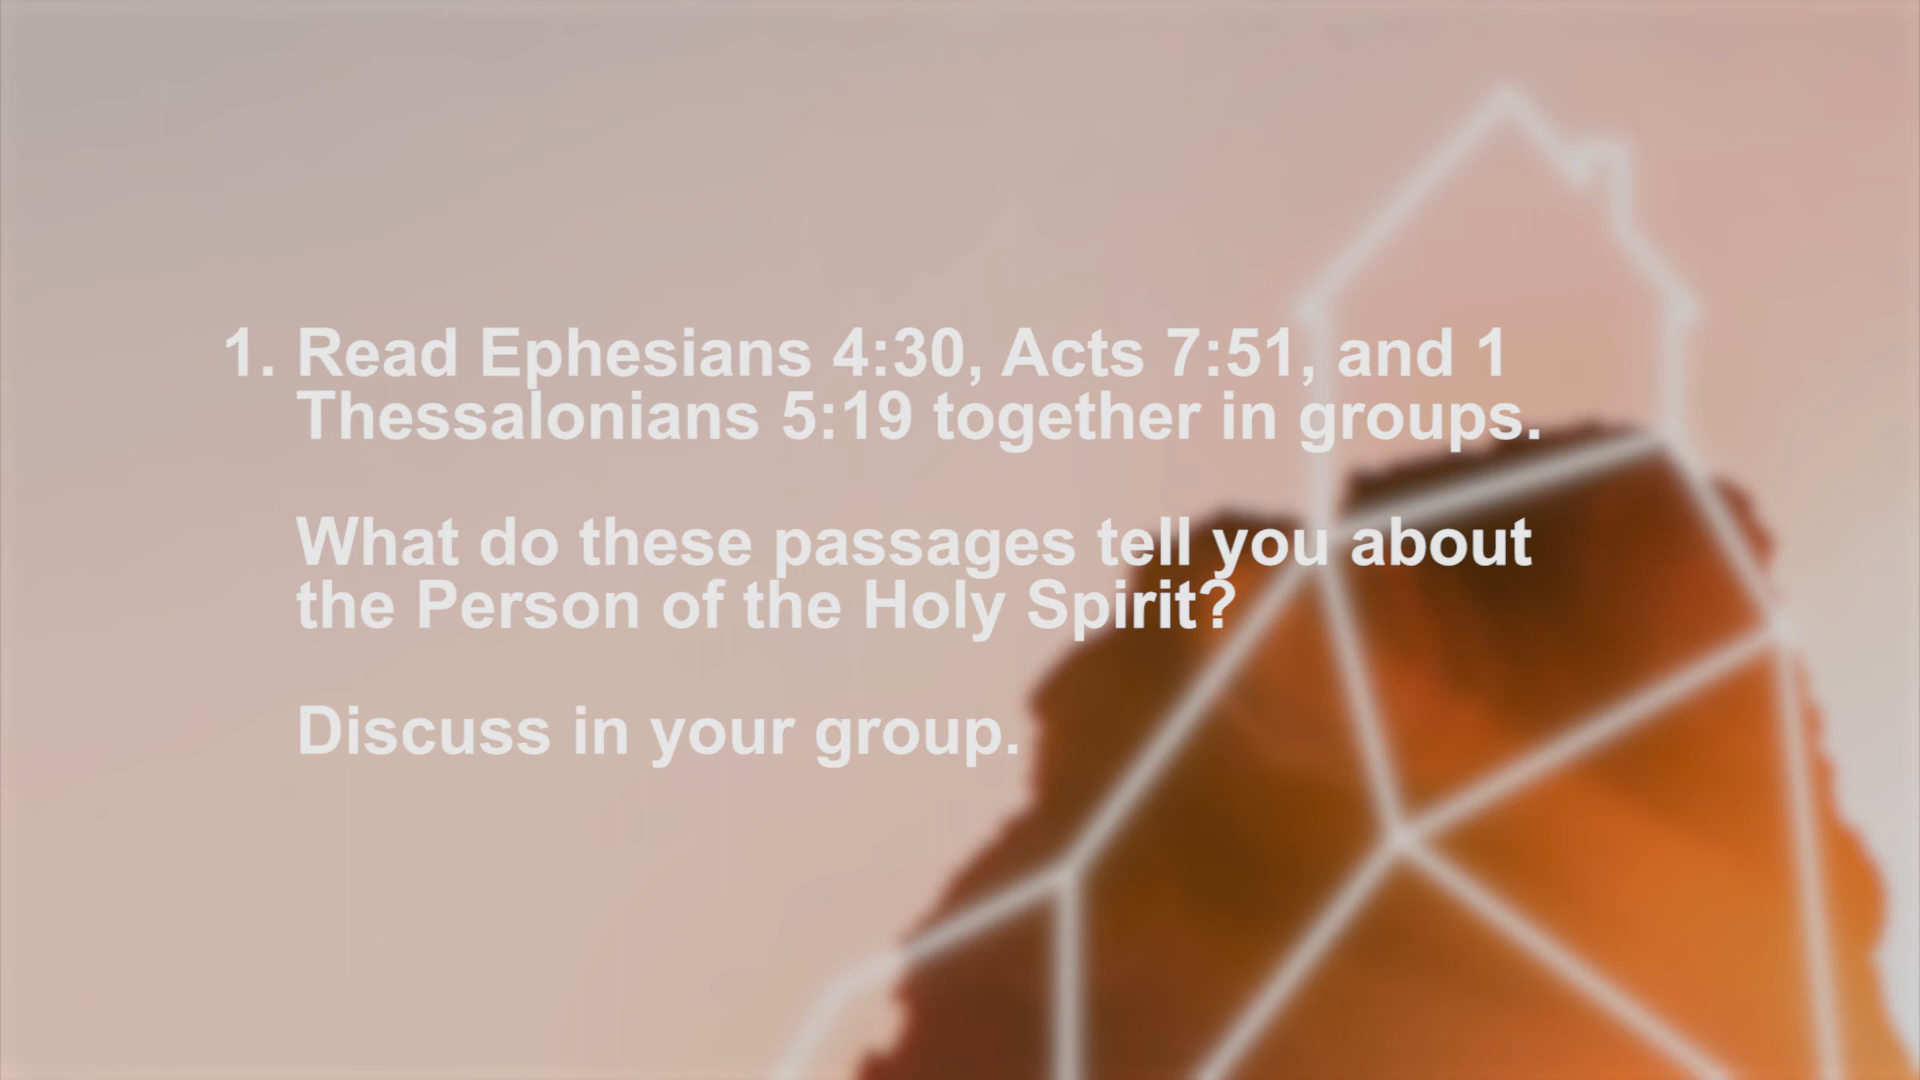 1. Read Ephesians 4:30, Acts 7:51, and 1
Thessalonians 5:19 together in groups.
What do these passages tell you about
the Person of the Holy Spirit?
Discuss in your group.